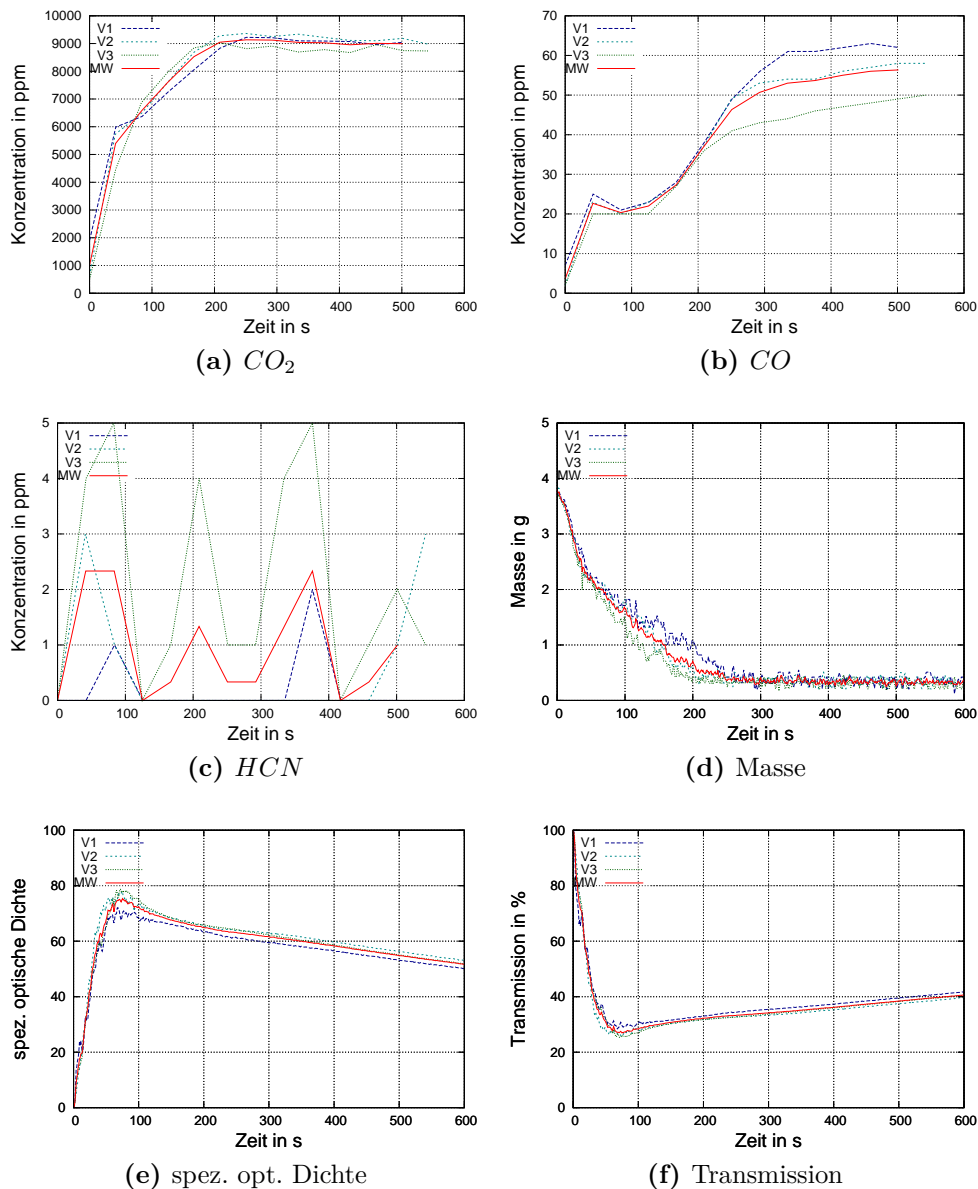 10000
9000
8000
7000
6000
5000
4000
3000
2000
1000
0
Konzentration in ppm
V1
V2
V3
MW
0 100 200 300 400 500 600
Zeit in s
(a) CO₂
70
60
50
40
30
20
10
0
Konzentration in ppm
V1
V2
V3
MW
0 100 200 300 400 500 600
Zeit in s
(b) CO
5
4
3
2
1
0
Konzentration in ppm
V1
V2
V3
MW
0 100 200 300 400 500 600
Zeit in s
(c) HCN
5
4
3
2
1
0
Masse in g
V1
V2
V3
MW
0 100 200 300 400 500 600
Zeit in s
(d) Masse
100
80
60
40
20
0
spez. optische Dichte
V1
V2
V3
MW
0 100 200 300 400 500 600
Zeit in s
(e) spez. opt. Dichte
100
80
60
40
20
0
Transmission in %
V1
V2
V3
MW
0 100 200 300 400 500 600
Zeit in s
(f) Transmission